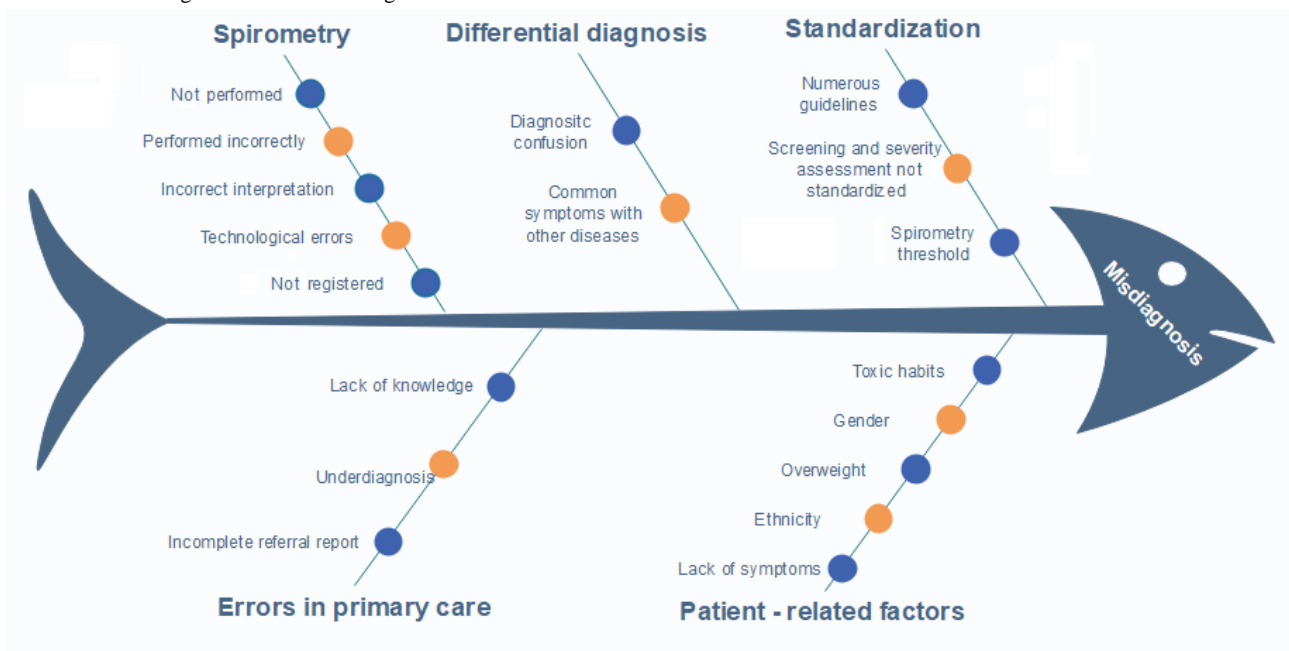 Spirometry
Not performed
Performed incorrectly
Incorrect interpretation
Technological errors
Not registered
Differential diagnosis
Diagnositc
confusion
Common
symptoms with
other diseases
Standardization
Numerous
guidelines
Screening and severity
assessment not
standardized
Spirometry
threshold
Misdiagnosis
Lack of knowledge
Underdiagnosis
Incomplete referral report
Errors in primary care
Toxic habits
Gender
Overweight
Ethnicity
Lack of symptoms
Patient - related factors